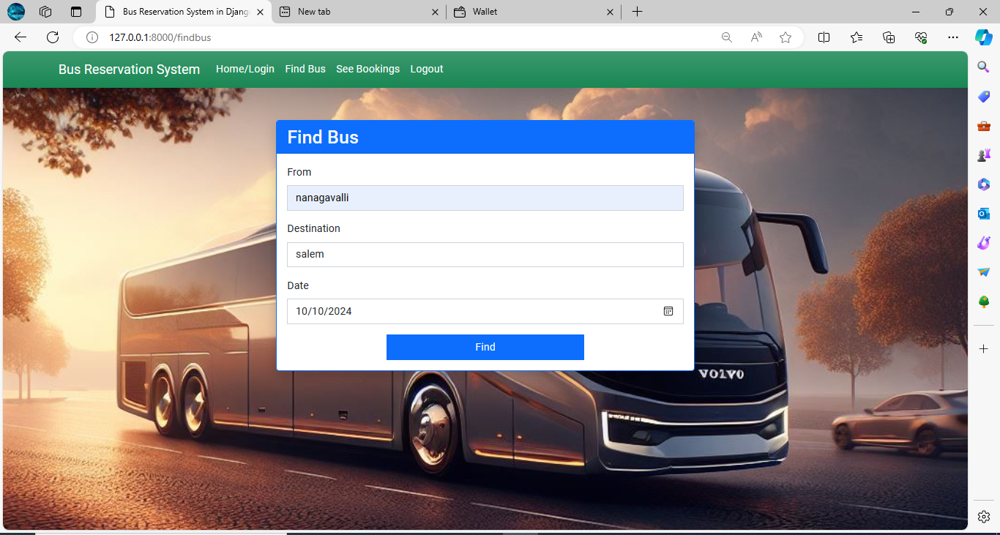 Bus Reservation System in Djang
New tab
Wallet
127.0.0.1:8000/findbus
Bus Reservation System
Home/Login
Find Bus
See Bookings
Logout
Find Bus
From
nanagavalli
Destination
salem
Date
10/10/2024
Find
VOLVO